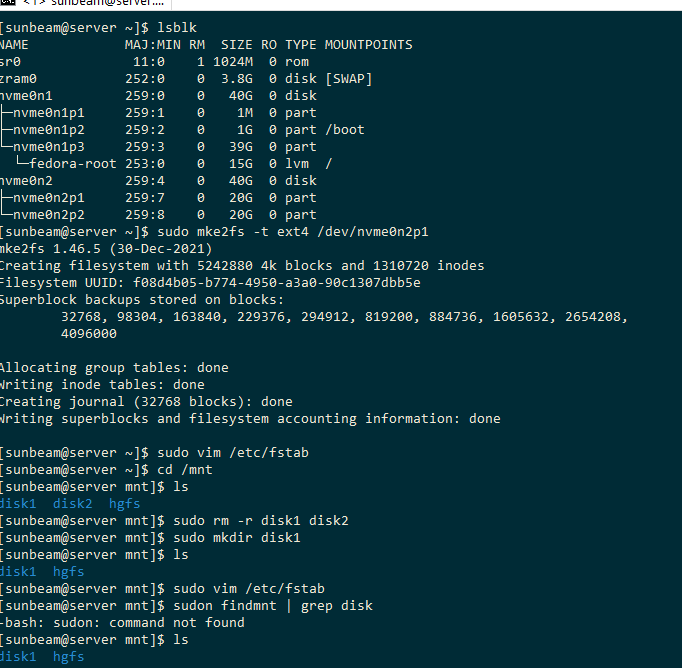 <1> sunbeam@server:...
[sunbeam@server ~]$ lsblk
NAME MAJ:MIN RM SIZE RO TYPE MOUNTPOINTS
sr0 11:0 1 1024M 0 rom
zram0 252:0 0 3.8G 0 disk [SWAP]
nvme0n1 259:0 0 40G 0 disk
├─nvme0n1p1 259:1 0 1M 0 part
├─nvme0n1p2 259:2 0 1G 0 part /boot
└─nvme0n1p3 259:3 0 39G 0 part
└─fedora-root 253:0 0 15G 0 lvm /
nvme0n2 259:4 0 40G 0 disk
├─nvme0n2p1 259:7 0 20G 0 part
└─nvme0n2p2 259:8 0 20G 0 part
[sunbeam@server ~]$ sudo mke2fs -t ext4 /dev/nvme0n2p1
mke2fs 1.46.5 (30-Dec-2021)
Creating filesystem with 5242880 4k blocks and 1310720 inodes
Filesystem UUID: f08d4b05-b774-4950-a3a0-90c1307dbb5e
Superblock backups stored on blocks:
32768, 98304, 163840, 229376, 294912, 819200, 884736, 1605632, 2654208,
4096000
Allocating group tables: done
Writing inode tables: done
Creating journal (32768 blocks): done
Writing superblocks and filesystem accounting information: done
[sunbeam@server ~]$ sudo vim /etc/fstab
[sunbeam@server ~]$ cd /mnt
[sunbeam@server mnt]$ ls
disk1 disk2 hgfs
[sunbeam@server mnt]$ sudo rm -r disk1 disk2
[sunbeam@server mnt]$ sudo mkdir disk1
[sunbeam@server mnt]$ ls
disk1 hgfs
[sunbeam@server mnt]$ sudo vim /etc/fstab
[sunbeam@server mnt]$ sudon findmnt | grep disk
-bash: sudon: command not found
[sunbeam@server mnt]$ ls
disk1 hgfs